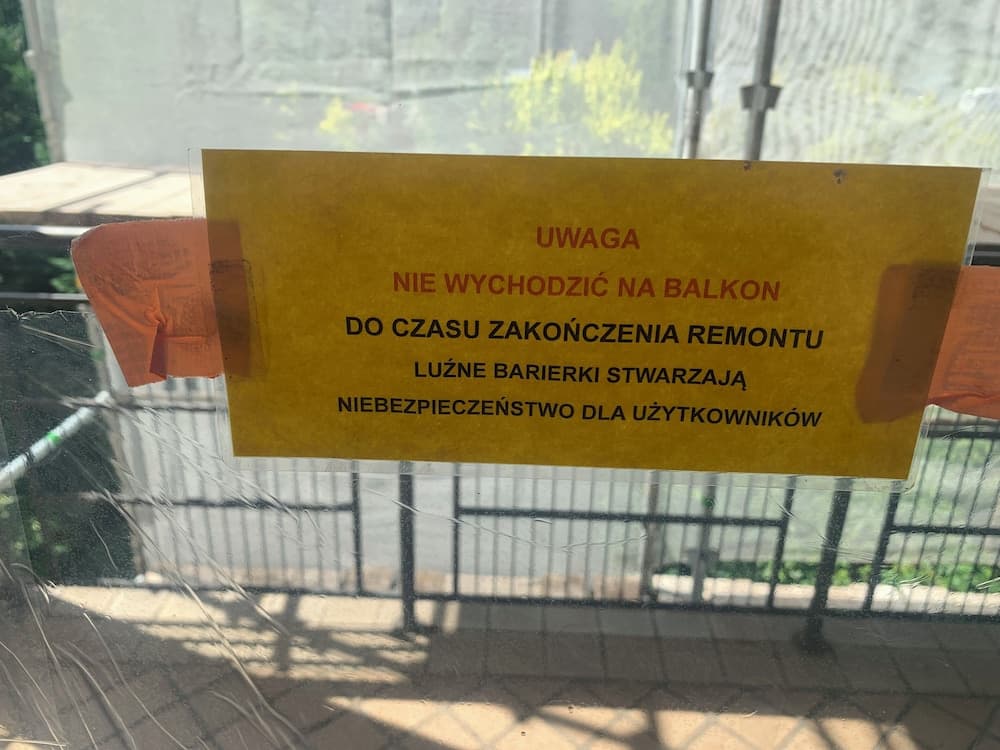 UWAGA
NIE WYCHODZIĆ NA BALKON
DO CZASU ZAKOŃCZENIA REMONTU
LUŹNE BARIERKI STWARZAJĄ
NIEBEZPIECZEŃSTWO DLA UŻYTKOWNIKÓW